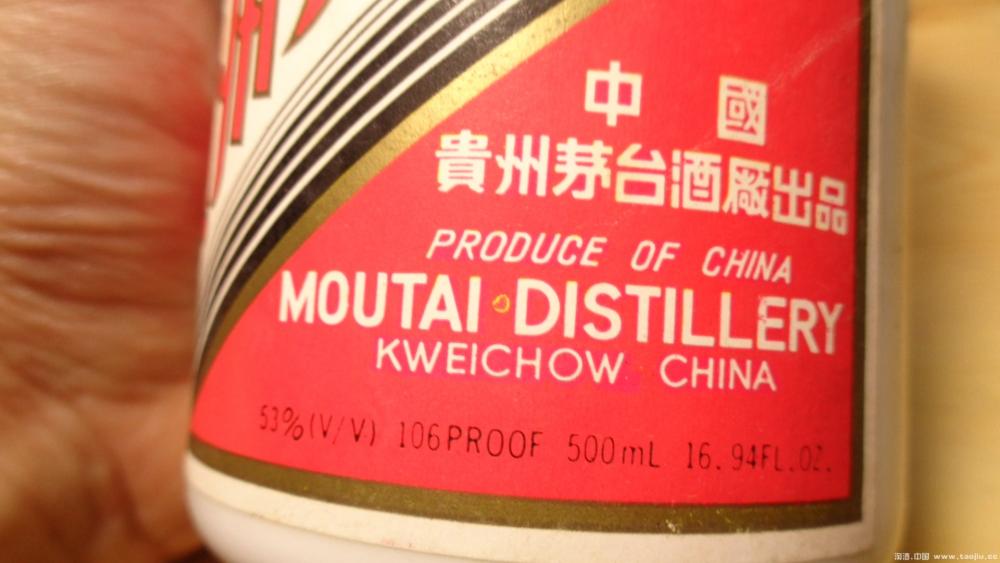 中國
貴州茅台酒廠出品
PRODUCE OF CHINA
MOUTAI·DISTILLERY
KWEICHOW CHINA
53%(V/V) 106PROOF 500mL 16.94FL.OZ.
淘酒.中国 www.taojiu.cc